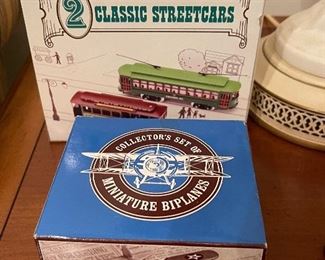 2 CLASSIC STREETCARS
COLLECTOR'S SET OF
MINIATURE BIPLANES